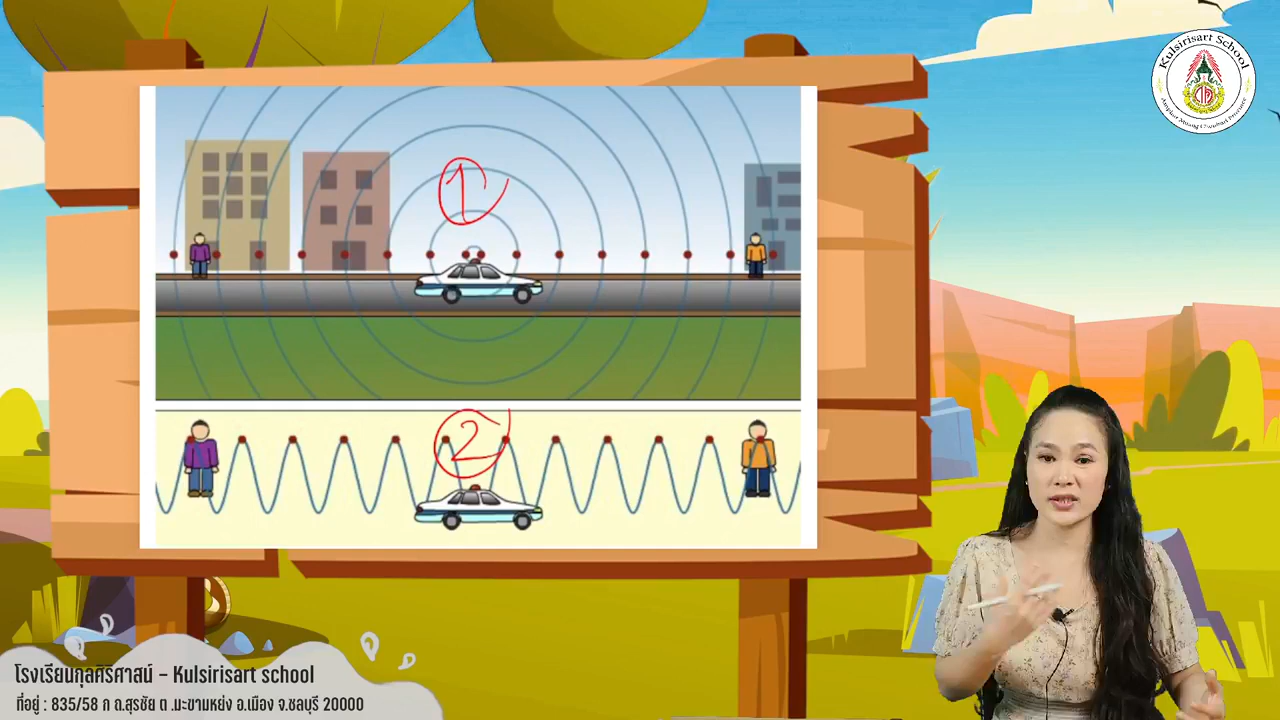 Kulsirisart School
1
2
โรงเรียนกุลศิริศาสน์ - Kulsirisart school
ที่อยู่ : 835/58 ก ถ.สุรชัย ต .มะขามหย่ง อ.เมือง จ.ชลบุรี 20000